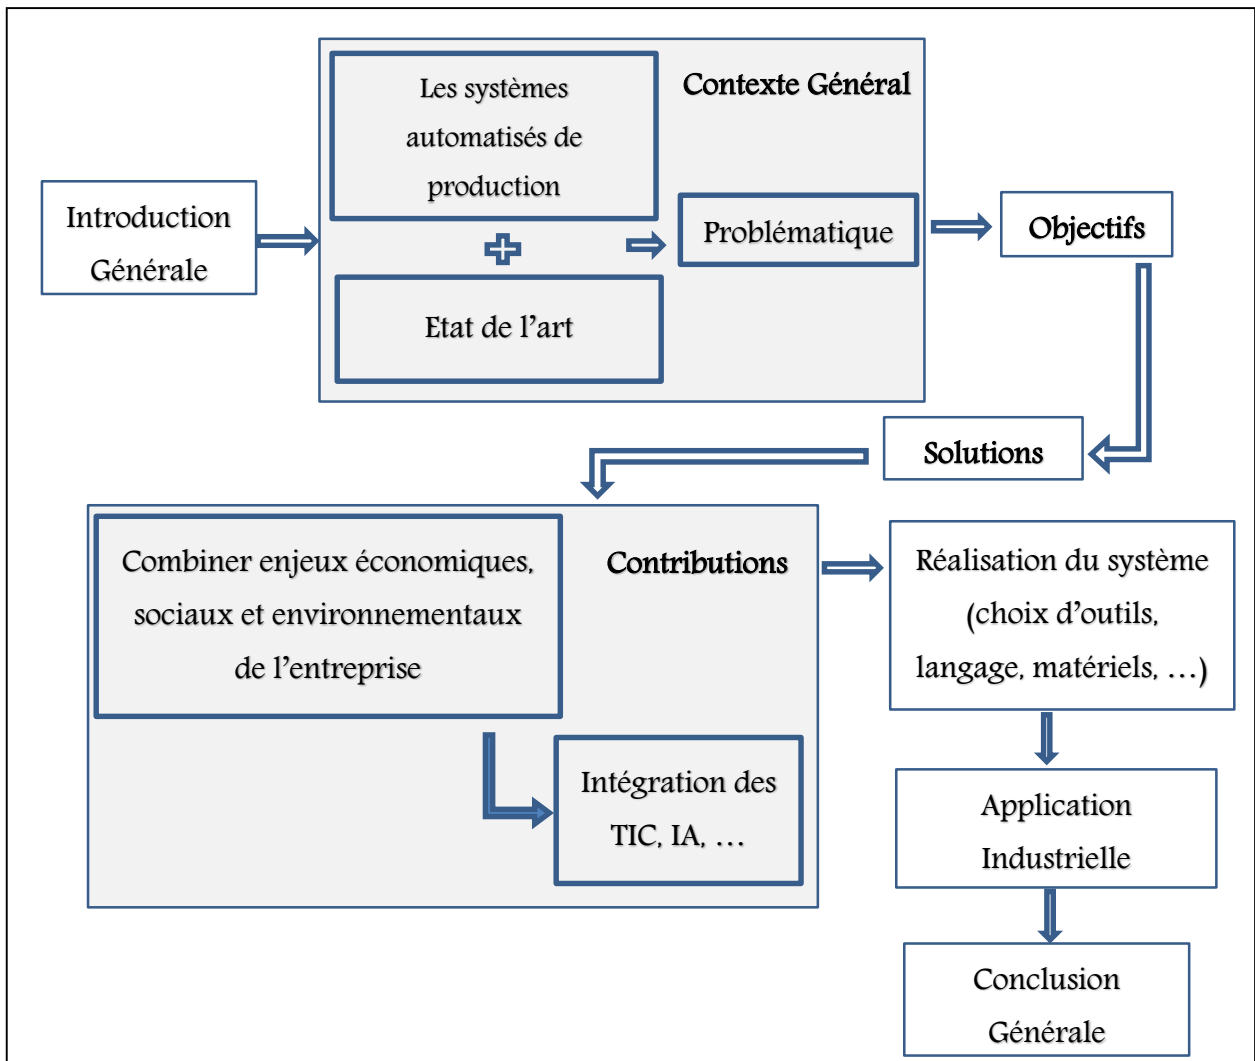 Introduction
Générale
Les systèmes
automatisés de
production
Contexte Général
Etat de l’art
Problématique
Objectifs
Solutions
Combiner enjeux économiques,
sociaux et environnementaux
de l’entreprise
Contributions
Intégration des
TIC, IA, …
Réalisation du système
(choix d’outils,
langage, matériels, …)
Application
Industrielle
Conclusion
Générale